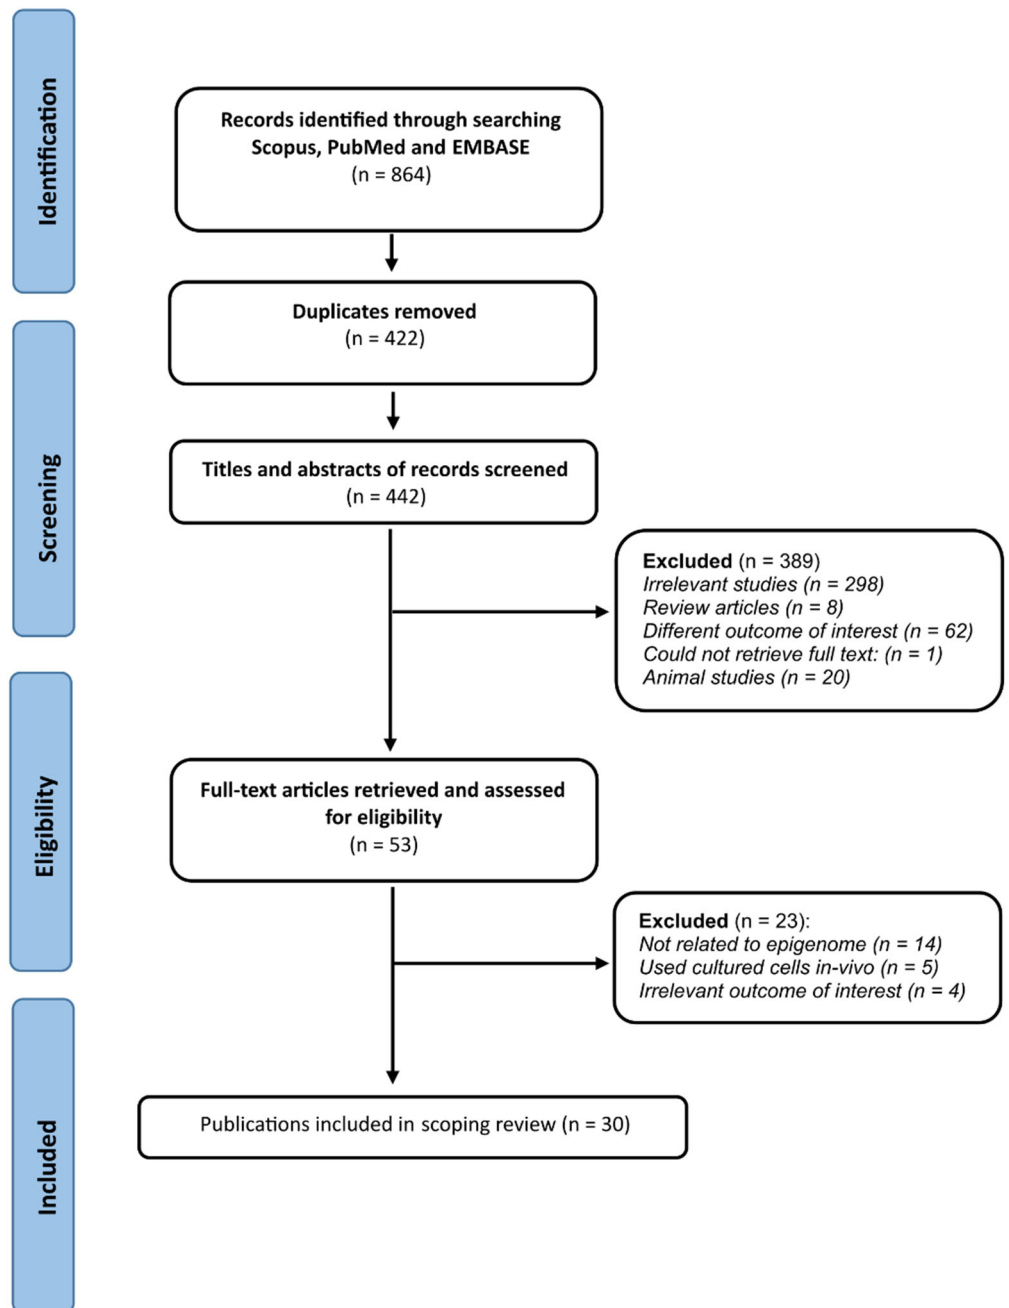 Identification
Records identified through searching
Scopus, PubMed and EMBASE
(n = 864)
Duplicates removed
(n = 422)
Screening
Titles and abstracts of records screened
(n = 442)
Excluded (n = 389)
Irrelevant studies (n = 298)
Review articles (n = 8)
Different outcome of interest (n = 62)
Could not retrieve full text: (n = 1)
Animal studies (n = 20)
Eligibility
Full-text articles retrieved and assessed
for eligibility
(n = 53)
Excluded (n = 23):
Not related to epigenome (n = 14)
Used cultured cells in-vivo (n = 5)
Irrelevant outcome of interest (n = 4)
Included
Publications included in scoping review (n = 30)